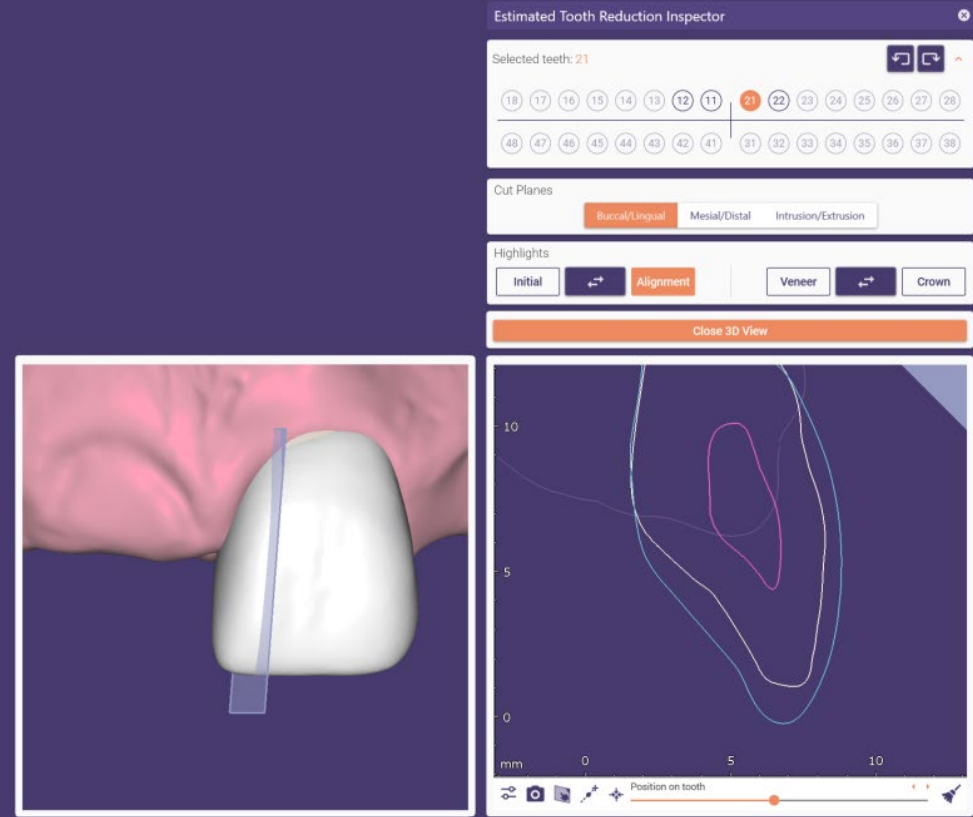 Estimated Tooth Reduction Inspector
Selected teeth: 21
18 17 16 15 14 13 12 11 21 22 23 24 25 26 27 28
48 47 46 45 44 43 42 41 31 32 33 34 35 36 37 38
Cut Planes
Buccal/Lingual Mesial/Distal Intrusion/Extrusion
Highlights
Initial Alignment Veneer Crown
Close 3D View
10
5
0
mm 0 5 10
Position on tooth